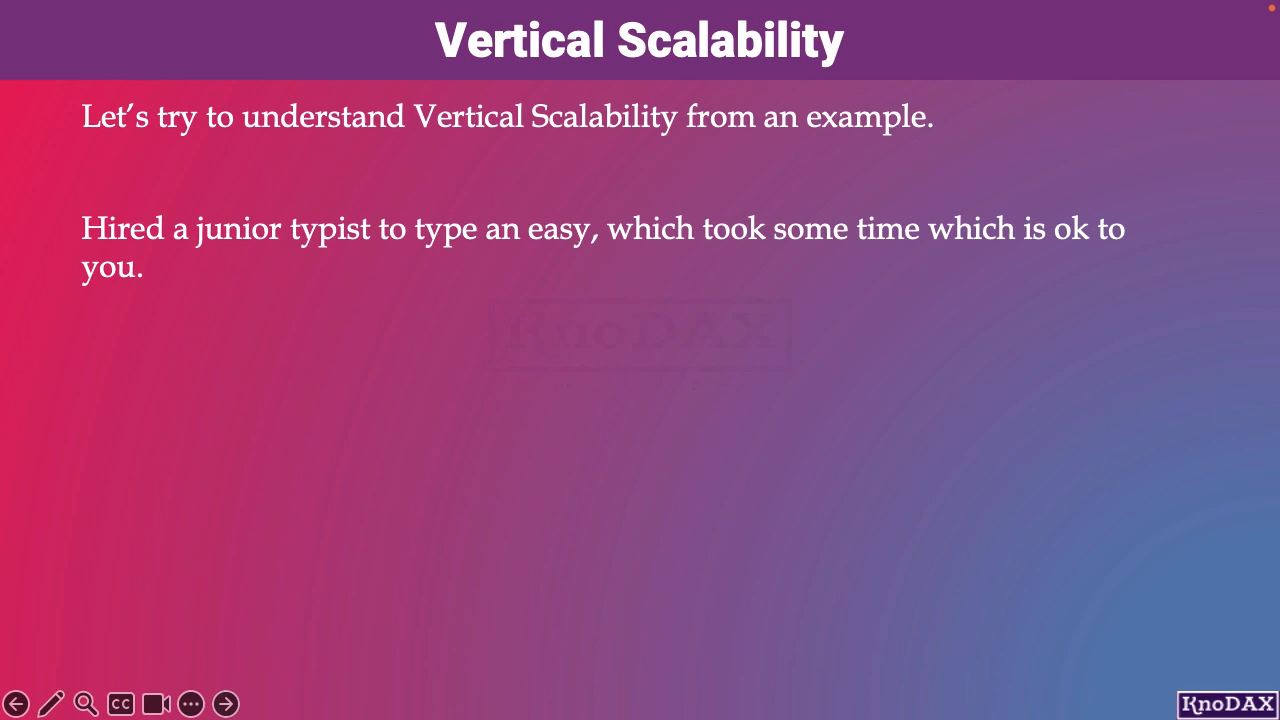 Vertical Scalability
Let’s try to understand Vertical Scalability from an example.
Hired a junior typist to type an easy, which took some time which is ok to
you.
KnoDAX
CC
KnoDAX